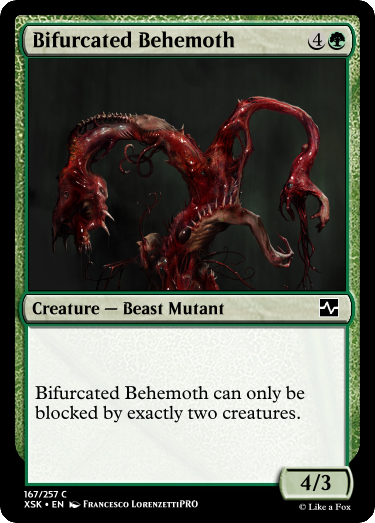 Bifurcated Behemoth 4
Creature — Beast Mutant
Bifurcated Behemoth can only be
blocked by exactly two creatures.
4/3
167/257 C
XSK • EN Francesco LorenzettiPRO
© Like a Fox